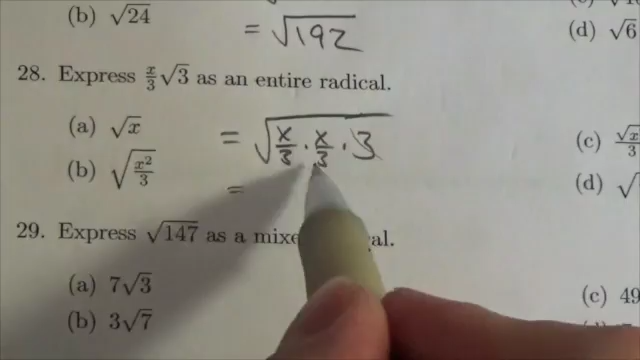 (b) √24
= √192
(d) √6
28. Express x/3 √3 as an entire radical.
(a) √x
= √(x/3 · x/3 · 3)
(c) √x/3
(b) √(x²/3)
=
(d) √
29. Express √147 as a mixed
(a) 7√3
(c) 49
(b) 3√7